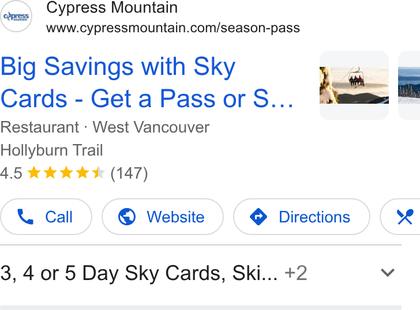 Cypress Mountain
www.cypressmountain.com/season-pass
Big Savings with Sky
Cards - Get a Pass or S...
Restaurant · West Vancouver
Hollyburn Trail
4.5 ★★★★★ (147)
Call Website Directions
3, 4 or 5 Day Sky Cards, Ski... +2